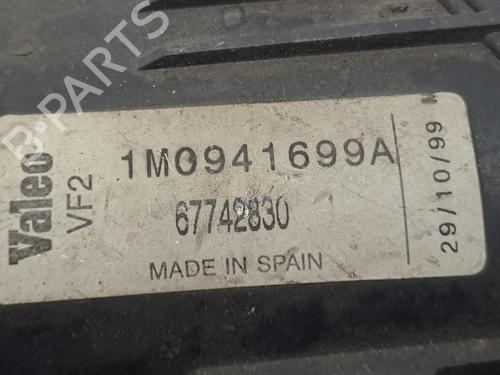 Valeo
VF2
1M0941699A
67742830
MADE IN SPAIN
29/10/99 M
B-PARTS